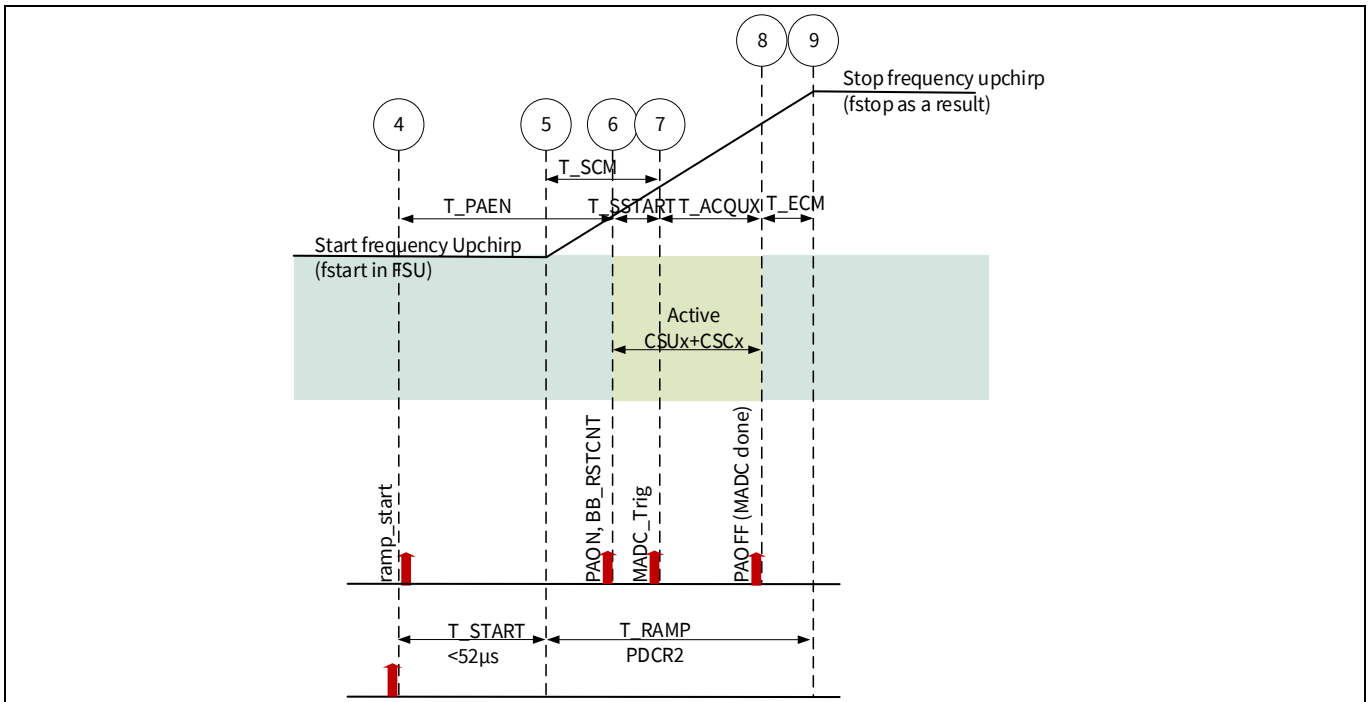 8
9
Stop frequency upchirp
(fstop as a result)
4
5
6
7
T_SCM
T_PAEN
T_SSTART
T_ACQUX
T_ECM
Start frequency Upchirp
(fstart in FSU)
Active
CSUx+CSCx
ramp_start
PAON, BB_RSTCNT
MADC_Trig
PAOFF (MADC done)
T_START
<52µs
T_RAMP
PDCR2